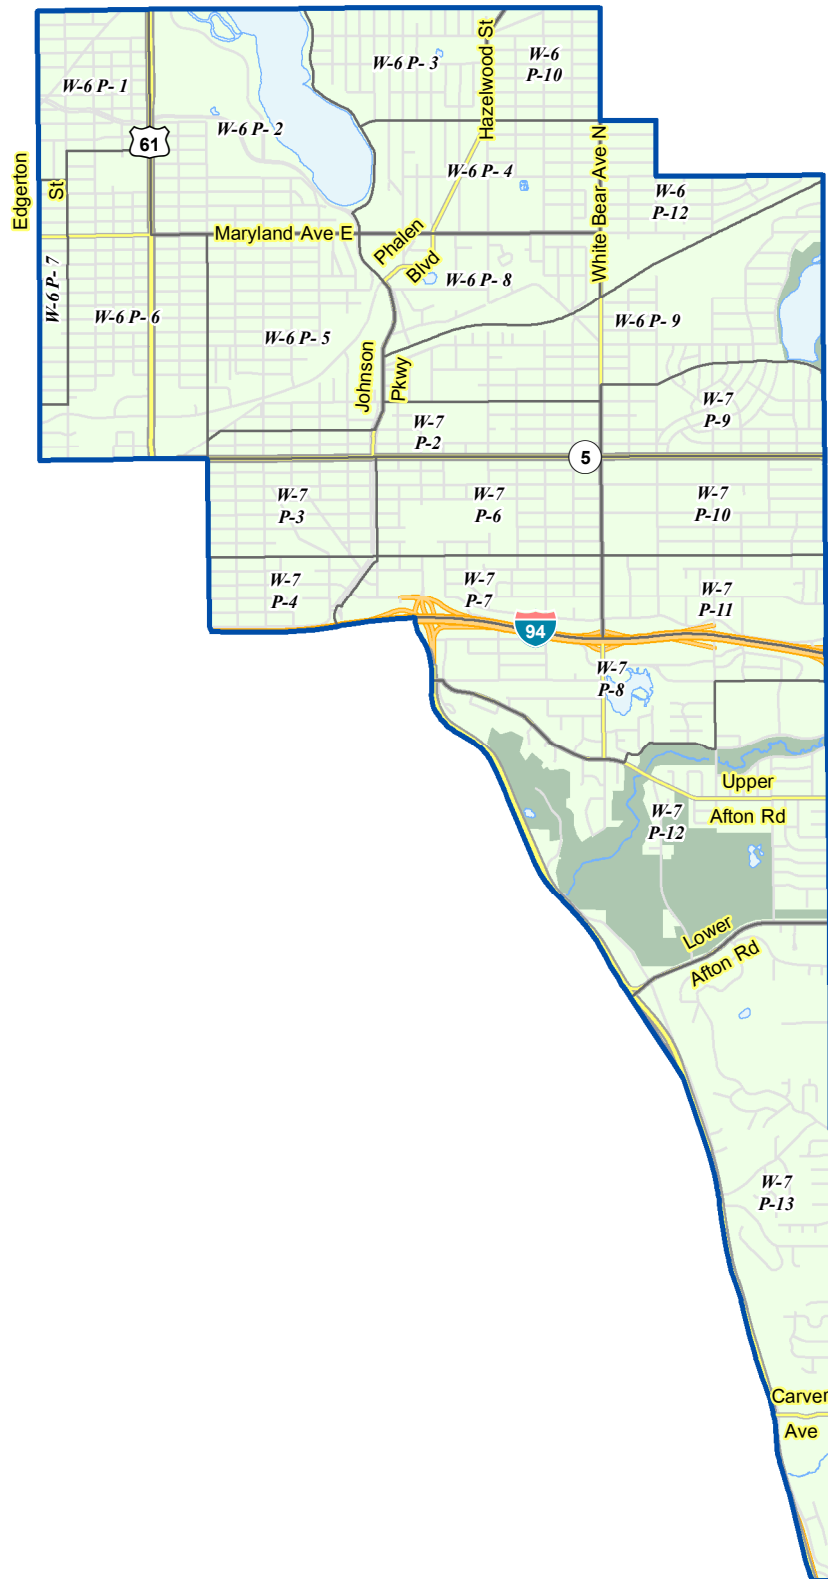 Hazelwood St
W-6 P- 3
W-6
P-10
W-6 P- 1
W-6 P- 2
61
Edgerton
St
W-6 P- 4
White Bear Ave N
W-6
P-12
Maryland Ave E
Phalen
Blvd
W-6 P- 7
W-6 P- 6
W-6 P- 5
W-6 P- 8
W-6 P- 9
Johnson
Pkwy
W-7
P-2
W-7
P-9
5
W-7
P-3
W-7
P-6
W-7
P-10
W-7
P-4
W-7
P-7
W-7
P-11
94
W-7
P-8
Upper
Afton Rd
W-7
P-12
Lower
Afton Rd
W-7
P-13
Carver
Ave